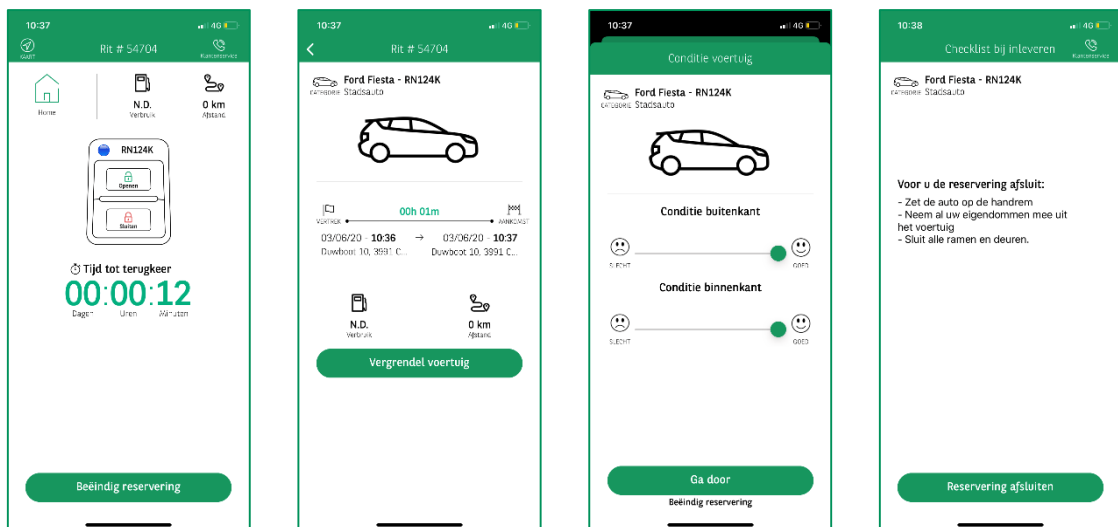 10:37
4G
Rit # 54704
KAART
Klantenservice
Home
N.D.
Verbruik
0 km
Afstand
RN124K
Openen
Sluiten
Tijd tot terugkeer
00:00:12
Dagen Uren Minuten
Beëindig reservering
10:37
4G
Rit # 54704
Ford Fiesta - RN124K
CATEGORIE Stadsauto
00h 01m
VERTREK AANKOMST
03/06/20 - 10:36 → 03/06/20 - 10:37
Duwboot 10, 3991 C... Duwboot 10, 3991 C...
N.D.
Verbruik
0 km
Afstand
Vergrendel voertuig
10:37
4G
Conditie voertuig
Ford Fiesta - RN124K
CATEGORIE Stadsauto
Conditie buitenkant
SLECHT GOED
Conditie binnenkant
SLECHT GOED
Ga door
Beëindig reservering
10:38
4G
Checklist bij inleveren
Klantenservice
Ford Fiesta - RN124K
CATEGORIE Stadsauto
Voor u de reservering afsluit:
- Zet de auto op de handrem
- Neem al uw eigendommen mee uit
het voertuig
- Sluit alle ramen en deuren.
Reservering afsluiten